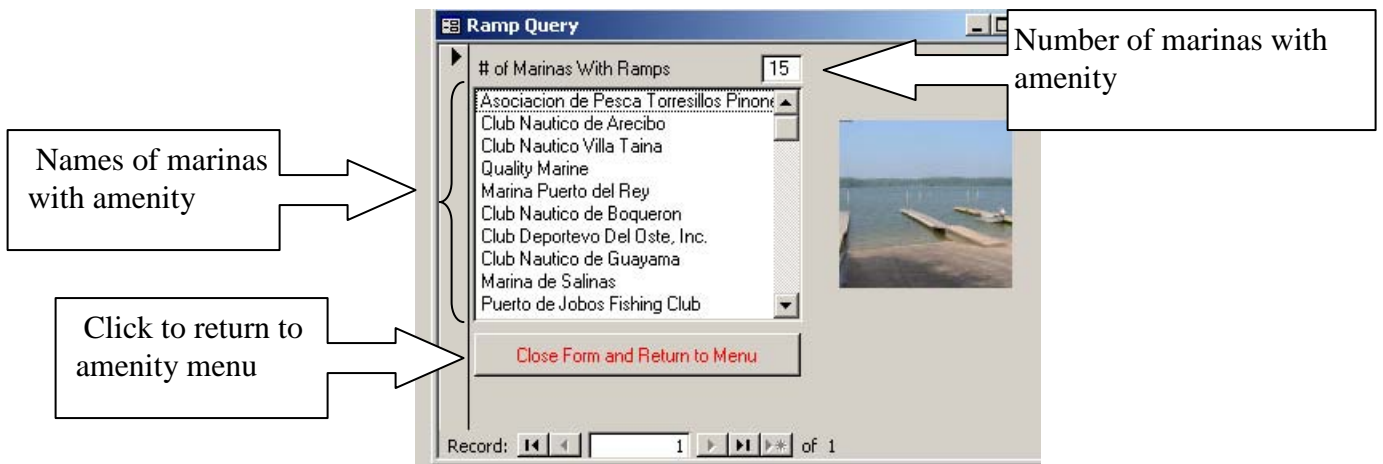 Ramp Query
Number of marinas with
amenity
# of Marinas With Ramps 15
Names of marinas
with amenity
Asociacion de Pesca Torresillos Pinone
Club Nautico de Arecibo
Club Nautico Villa Taina
Quality Marine
Marina Puerto del Rey
Club Nautico de Boqueron
Club Deportevo Del Oste, Inc.
Club Nautico de Guayama
Marina de Salinas
Puerto de Jobos Fishing Club
Click to return to
amenity menu
Close Form and Return to Menu
Record: 1 of 1